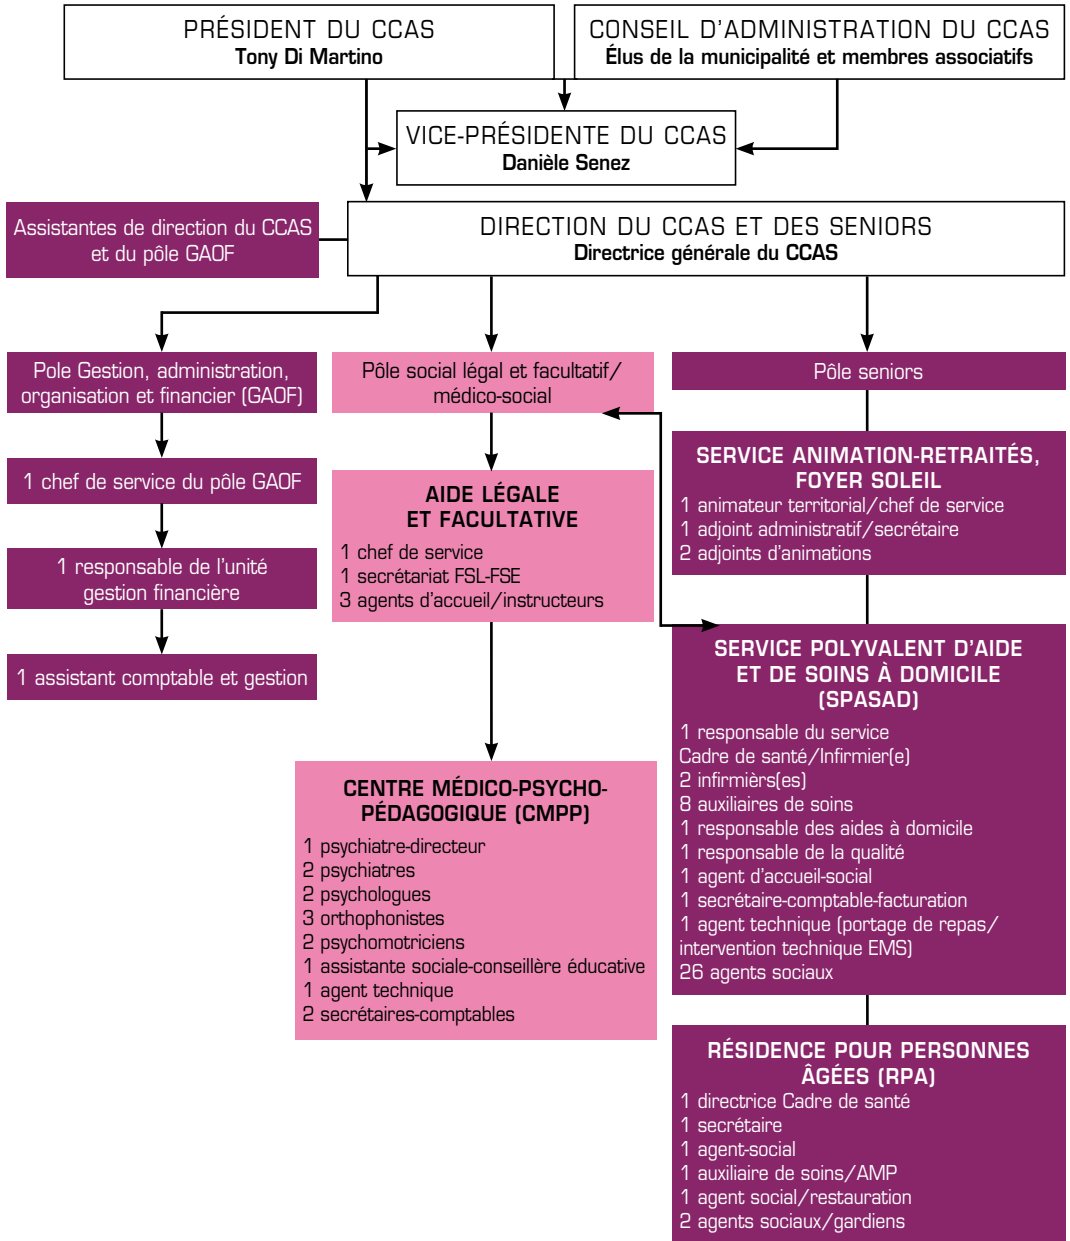 PRÉSIDENT DU CCAS
Tony Di Martino
CONSEIL D'ADMINISTRATION DU CCAS
Élus de la municipalité et membres associatifs
VICE-PRÉSIDENTE DU CCAS
Danièle Senez
Assistantes de direction du CCAS
et du pôle GAOF
DIRECTION DU CCAS ET DES SENIORS
Directrice générale du CCAS
Pole Gestion, administration,
organisation et financier (GAOF)
1 chef de service du pôle GAOF
1 responsable de l'unité
gestion financière
1 assistant comptable et gestion
Pôle social légal et facultatif/
médico-social
AIDE LÉGALE
ET FACULTATIVE
1 chef de service
1 secrétariat FSL-FSE
3 agents d'accueil/instructeurs
CENTRE MÉDICO-PSYCHO-
PÉDAGOGIQUE (CMPP)
1 psychiatre-directeur
2 psychiatres
2 psychologues
3 orthophonistes
2 psychomotriciens
1 assistante sociale-conseillère éducative
1 agent technique
2 secrétaires-comptables
Pôle seniors
SERVICE ANIMATION-RETRAITÉS,
FOYER SOLEIL
1 animateur territorial/chef de service
1 adjoint administratif/secrétaire
2 adjoints d'animations
SERVICE POLYVALENT D'AIDE
ET DE SOINS À DOMICILE
(SPASAD)
1 responsable du service
Cadre de santé/Infirmier(e)
2 infirmièrs(es)
8 auxiliaires de soins
1 responsable des aides à domicile
1 responsable de la qualité
1 agent d'accueil-social
1 secrétaire-comptable-facturation
1 agent technique (portage de repas/
intervention technique EMS)
26 agents sociaux
RÉSIDENCE POUR PERSONNES
ÂGÉES (RPA)
1 directrice Cadre de santé
1 secrétaire
1 agent-social
1 auxiliaire de soins/AMP
1 agent social/restauration
2 agents sociaux/gardiens